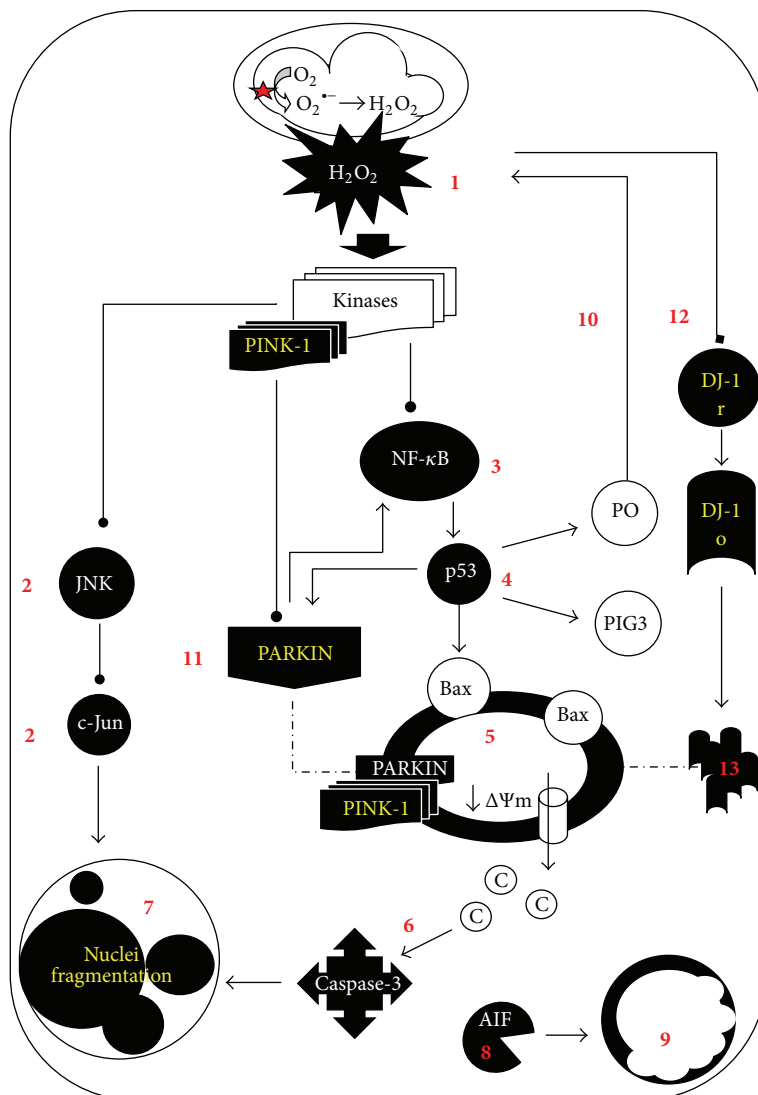 O₂
O₂•− → H₂O₂
H₂O₂
1
Kinases
PINK-1
10
12
DJ-1
r
NF-κB
3
PO
DJ-1
o
2
JNK
p53
4
PIG3
11
PARKIN
2
c-Jun
Bax
Bax
5
PARKIN
PINK-1
↓ ΔΨm
13
C
C
C
6
7
Nuclei
fragmentation
Caspase-3
AIF
8
9